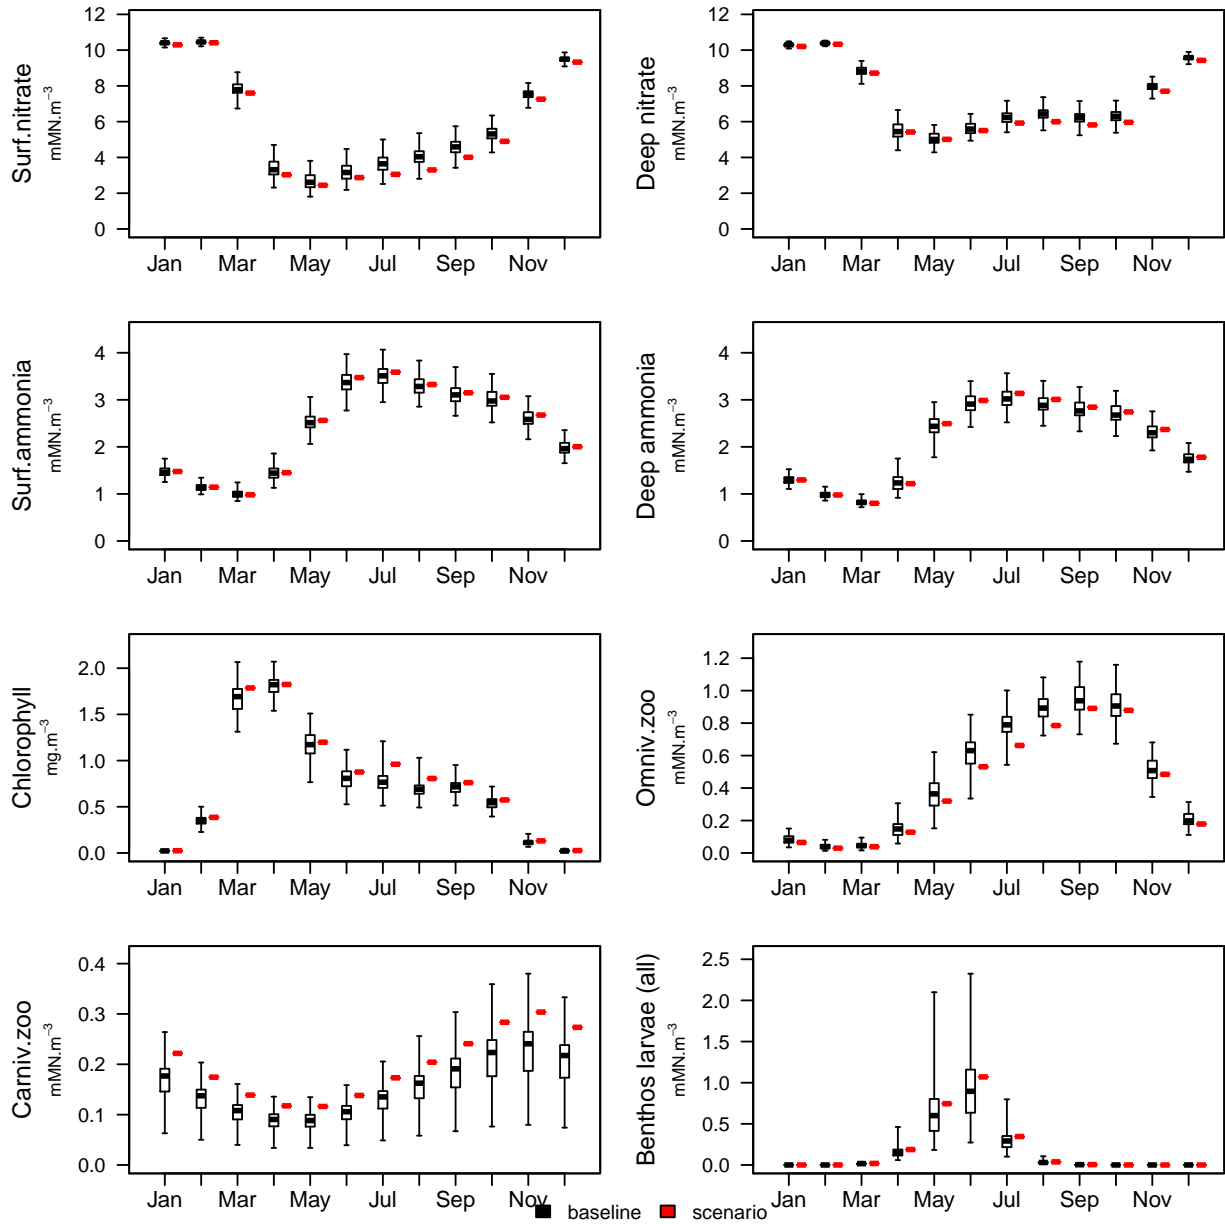 Surf.nitrate
mMN.m⁻³
12
10
8
6
4
2
0
Jan Mar May Jul Sep Nov
Deep nitrate
mMN.m⁻³
12
10
8
6
4
2
0
Jan Mar May Jul Sep Nov
Surf.ammonia
mMN.m⁻³
4
3
2
1
0
Jan Mar May Jul Sep Nov
Deep ammonia
mMN.m⁻³
4
3
2
1
0
Jan Mar May Jul Sep Nov
Chlorophyll
mg.m⁻³
2.0
1.5
1.0
0.5
0.0
Jan Mar May Jul Sep Nov
Omniv.zoo
mMN.m⁻³
1.2
1.0
0.8
0.6
0.4
0.2
0.0
Jan Mar May Jul Sep Nov
Carniv.zoo
mMN.m⁻³
0.4
0.3
0.2
0.1
0.0
Jan Mar May Jul Sep Nov
Benthos larvae (all)
mMN.m⁻³
2.5
2.0
1.5
1.0
0.5
0.0
Jan Mar May Jul Sep Nov
baseline scenario